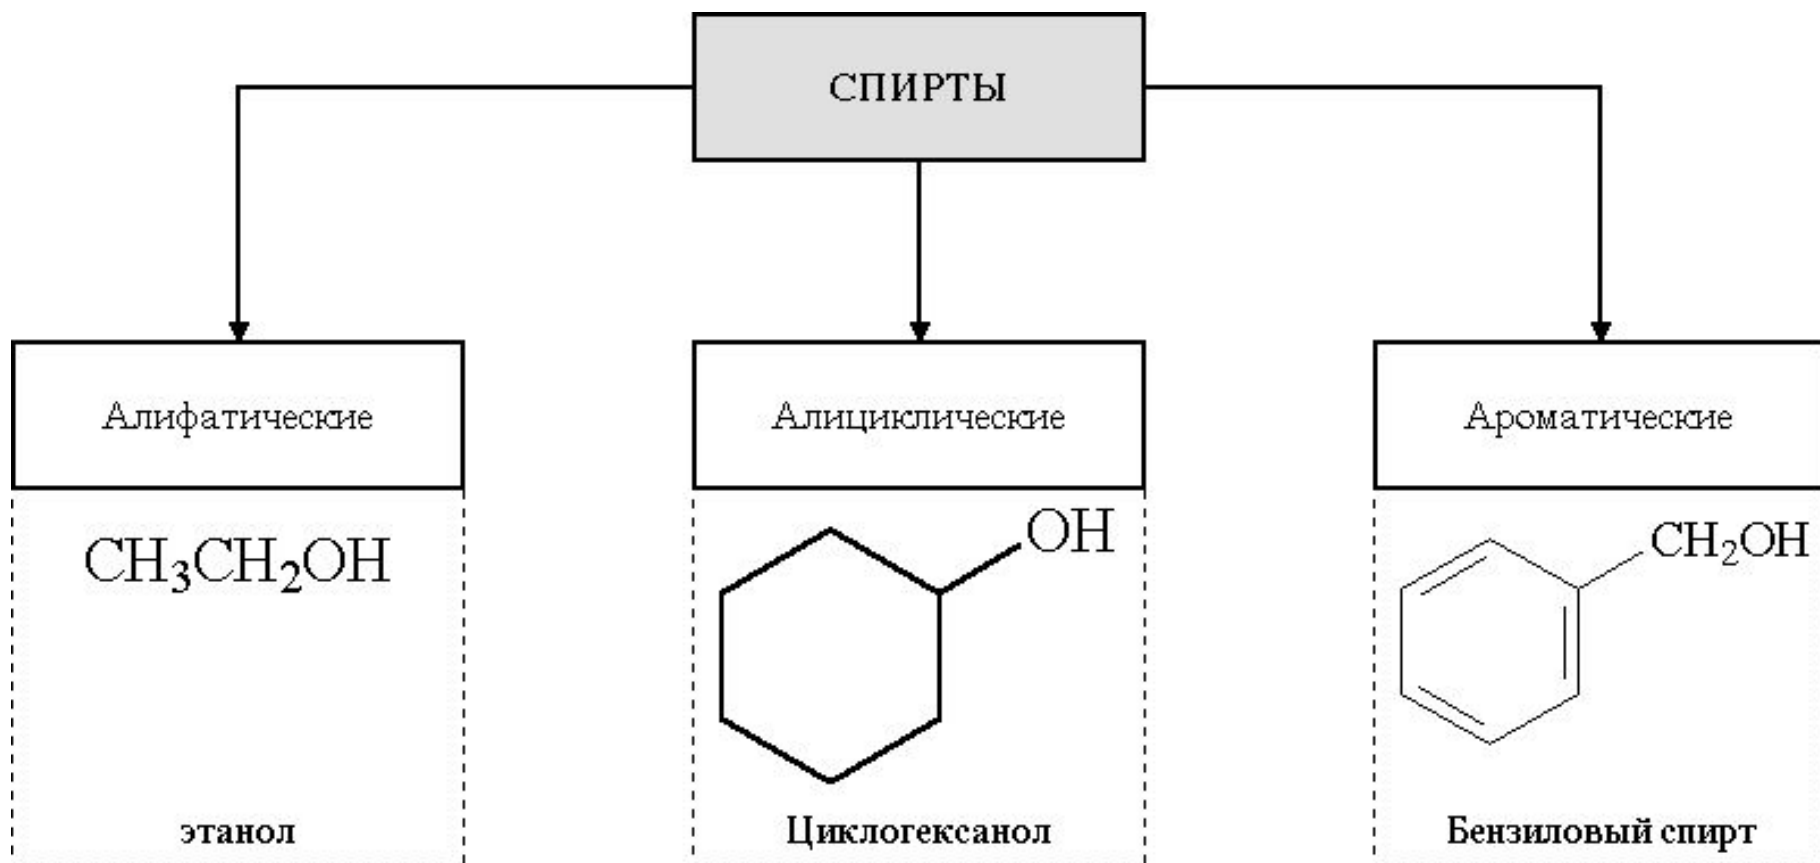 СПИРТЫ
Алифатические
Алициклические
Ароматические
CH₃CH₂OH
OH
CH₂OH
этанол
Циклогексанол
Бензиловый спирт